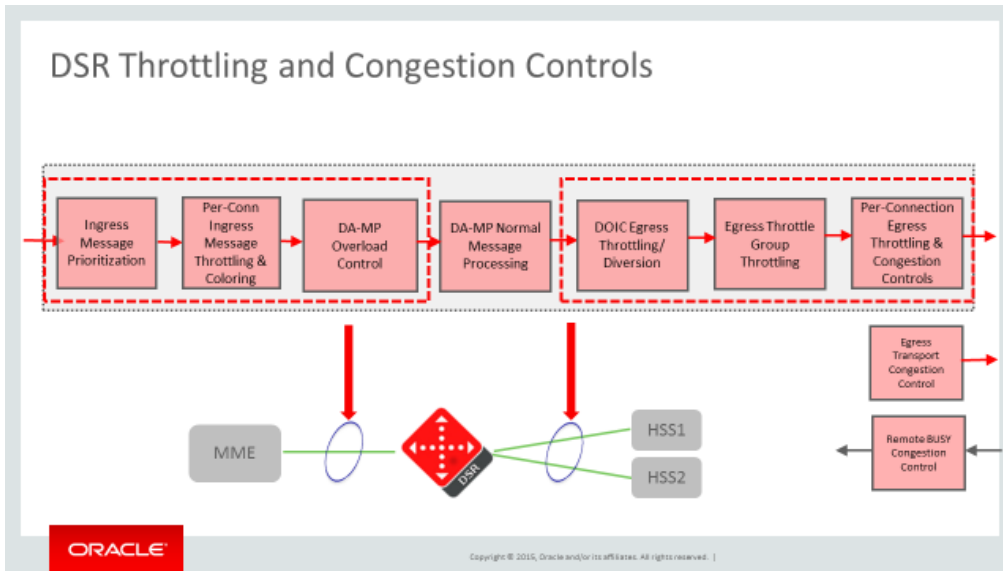 DSR Throttling and Congestion Controls
Ingress
Message
Prioritization
Per-Conn
Ingress
Message
Throttling &
Coloring
DA-MP
Overload
Control
DA-MP Normal
Message
Processing
DOIC Egress
Throttling/
Diversion
Egress Throttle
Group
Throttling
Per-Connection
Egress
Throttling &
Congestion
Controls
Egress
Transport
Congestion
Control
MME
DSR
HSS1
HSS2
Remote BUSY
Congestion
Control
ORACLE
Copyright © 2015, Oracle and/or its affiliates. All rights reserved. |